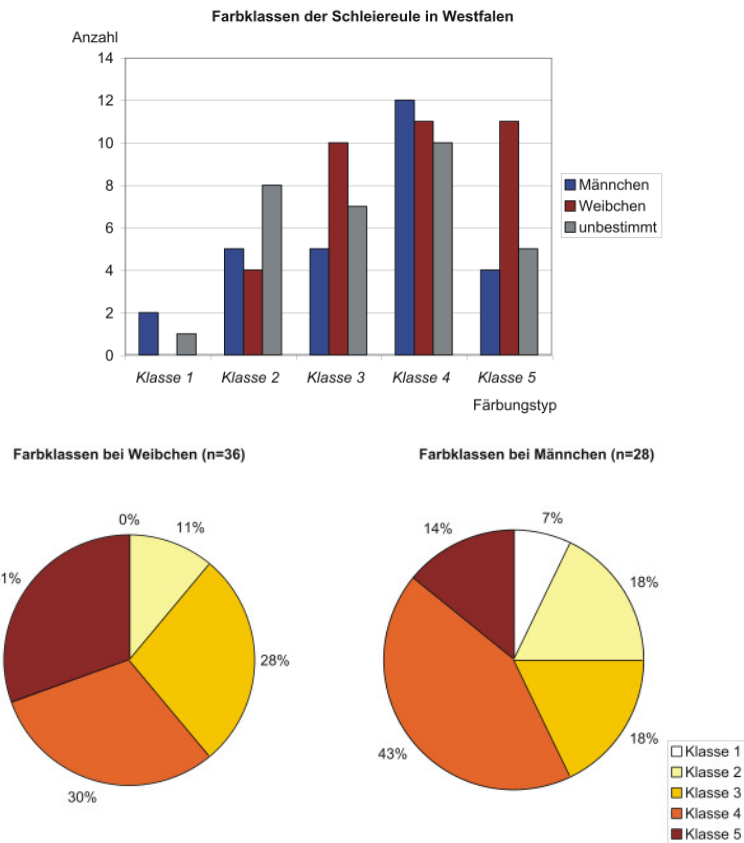 Farbklassen der Schleiereule in Westfalen
Anzahl
14
12
10
8
6
4
2
0
Klasse 1 Klasse 2 Klasse 3 Klasse 4 Klasse 5
Färbungstyp
Männchen
Weibchen
unbestimmt
Farbklassen bei Weibchen (n=36)
0%
11%
28%
30%
1%
Farbklassen bei Männchen (n=28)
7%
18%
18%
43%
14%
Klasse 1
Klasse 2
Klasse 3
Klasse 4
Klasse 5